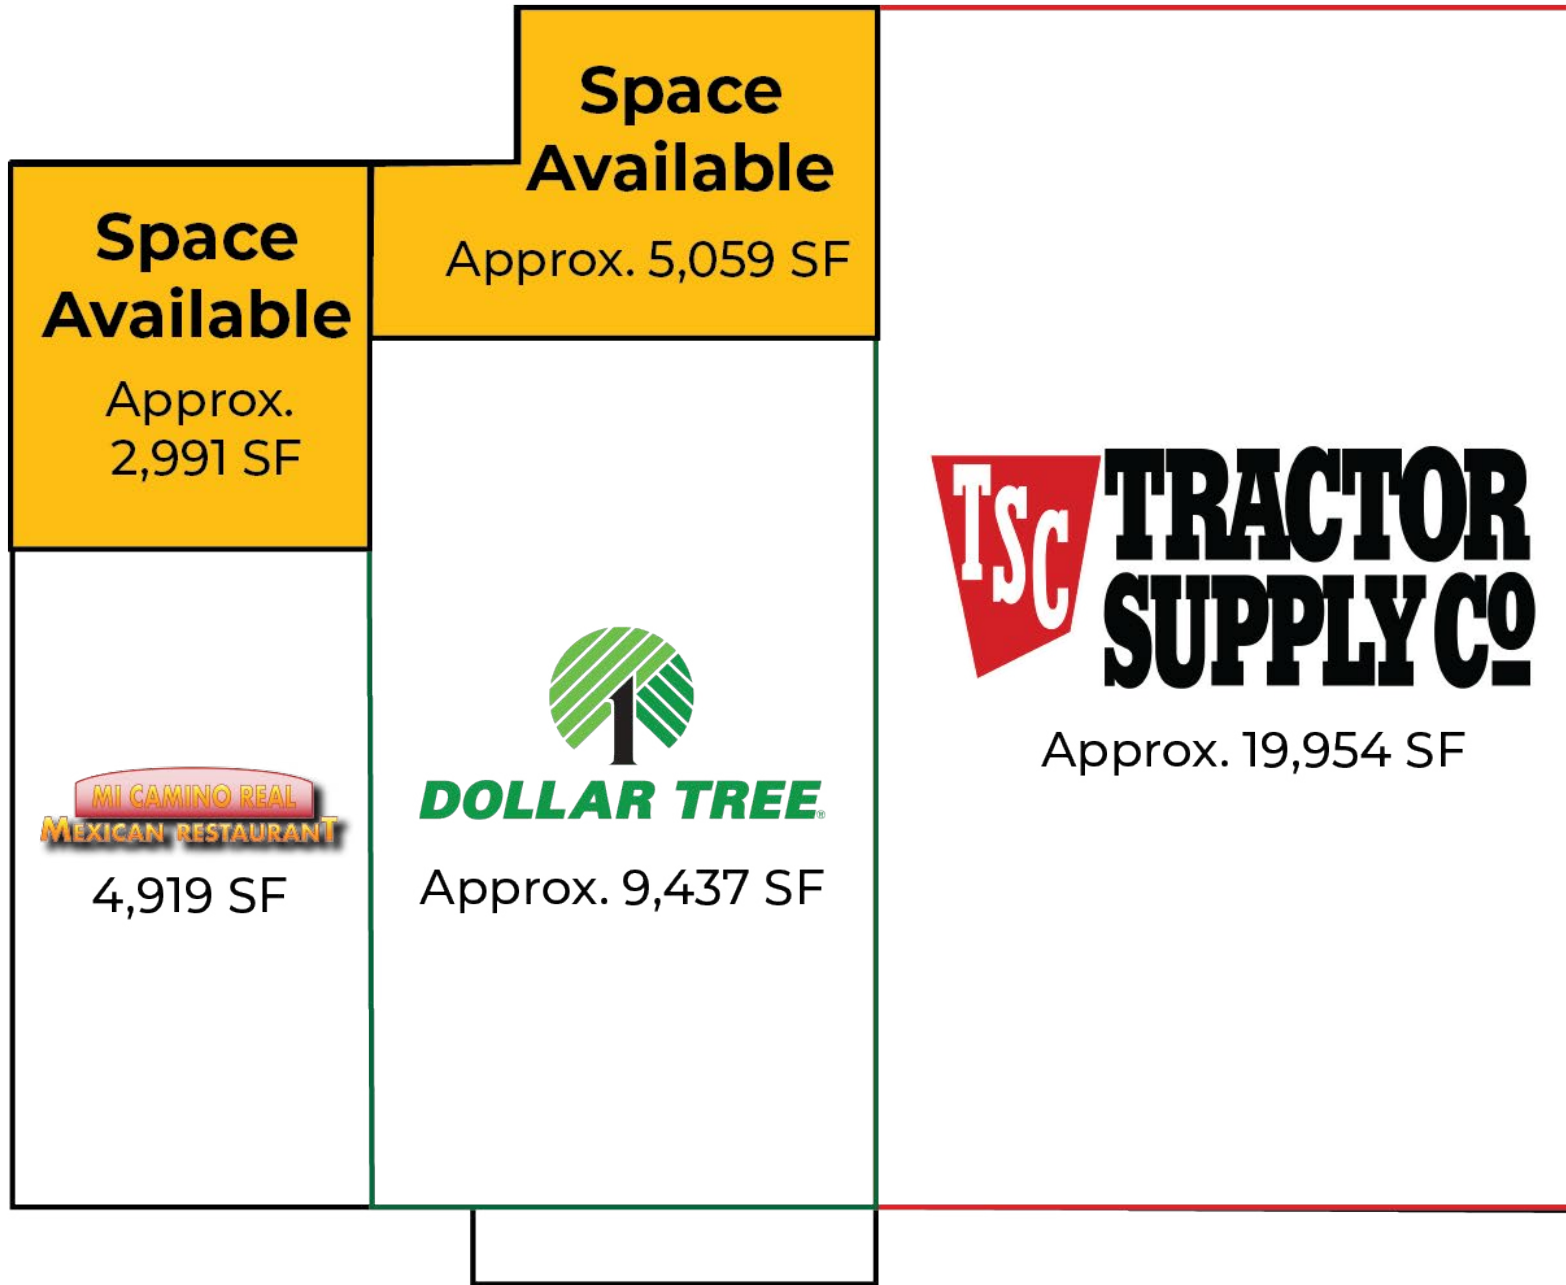 Space
Available
Approx. 5,059 SF
Space
Available
Approx.
2,991 SF
TSC
TRACTOR
SUPPLY CO
Approx. 19,954 SF
MI CAMINO REAL
MEXICAN RESTAURANT
4,919 SF
1
DOLLAR TREE®
Approx. 9,437 SF